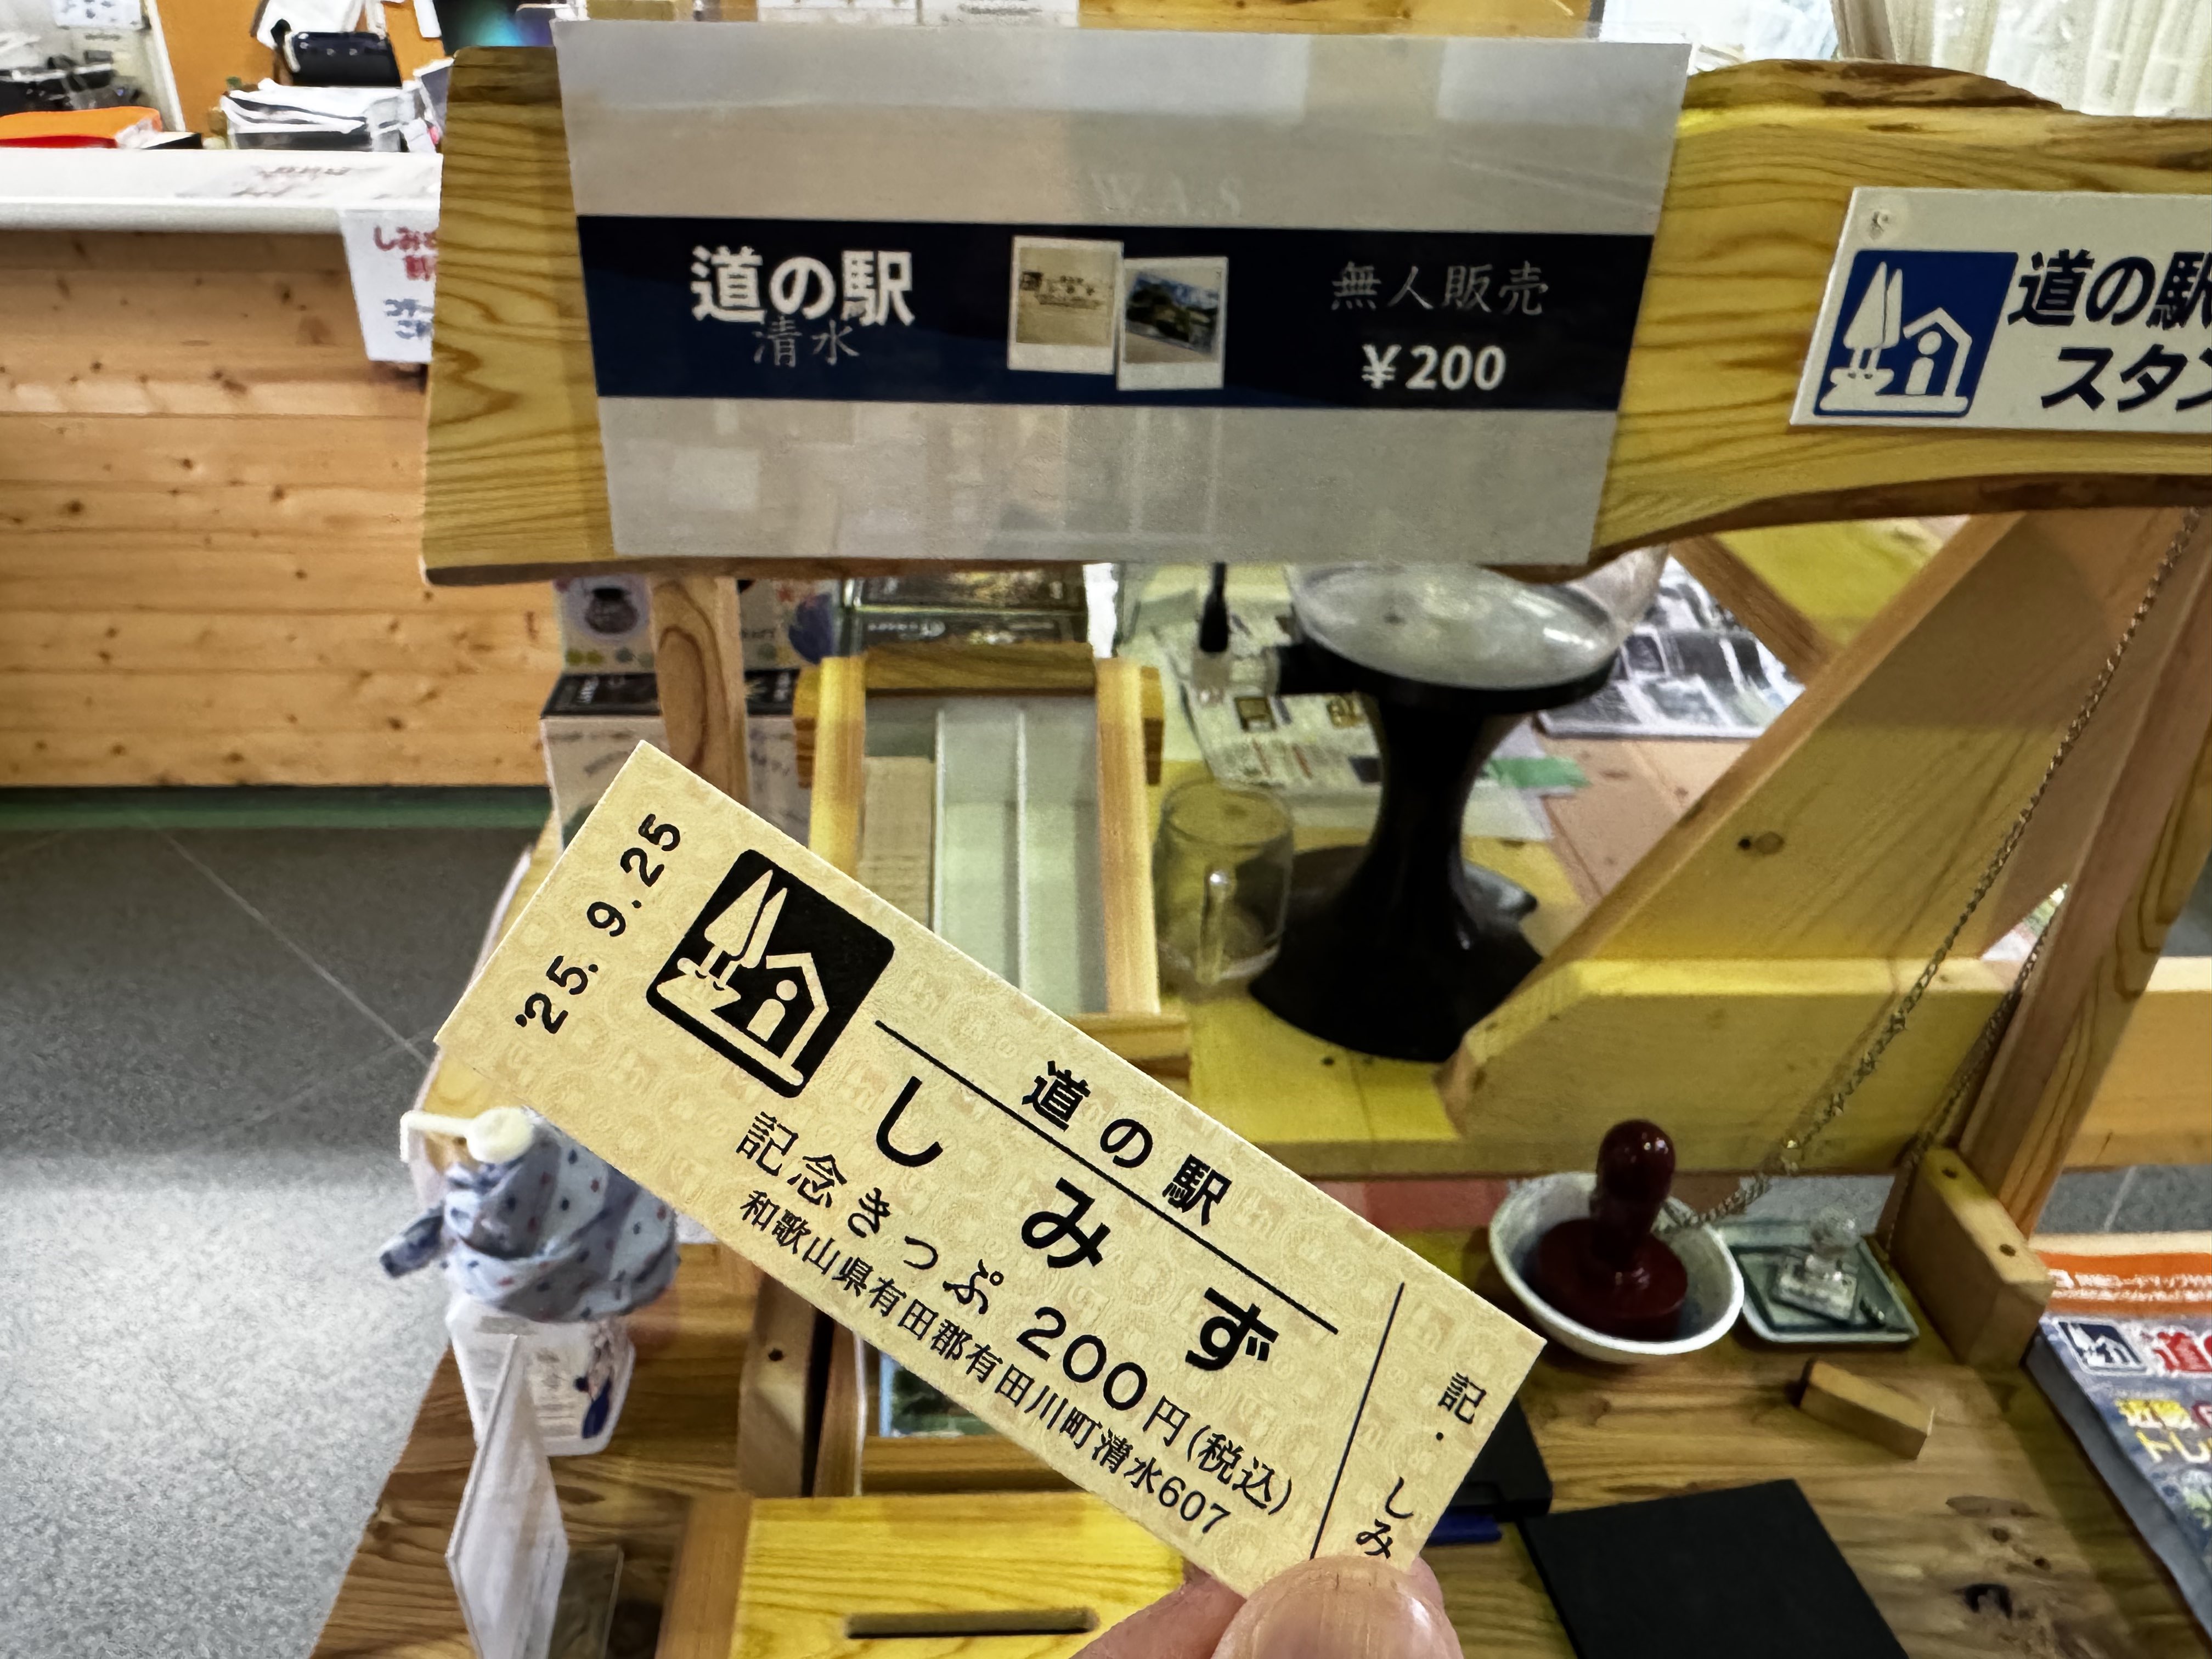 道の駅
清水
無人販売
¥200
道の駅
スタン
'25. 9. 25
道の駅
しみず
記念きっぷ 200円(税込)
和歌山県有田郡有田川町清水607
記・しみ